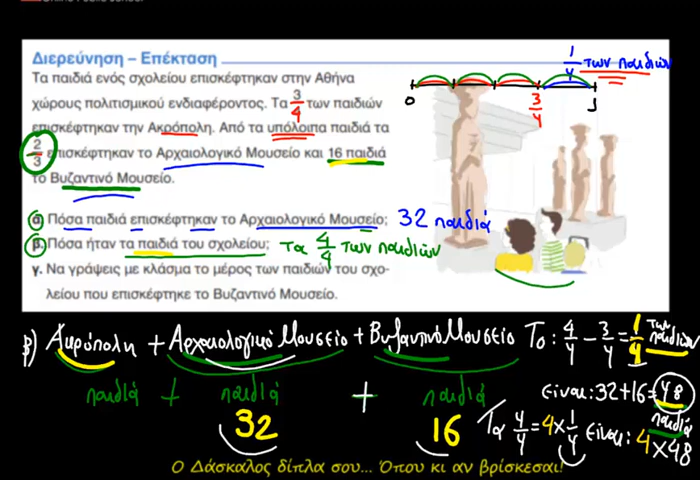 Διερεύνηση – Επέκταση
Τα παιδιά ενός σχολείου επισκέφτηκαν στην Αθήνα
χώρους πολιτισμικού ενδιαφέροντος. Τα 3/4 των παιδιών
επισκέφτηκαν την Ακρόπολη. Από τα υπόλοιπα παιδιά τα
2/3 επισκέφτηκαν το Αρχαιολογικό Μουσείο και 16 παιδιά
το Βυζαντινό Μουσείο.
α. Πόσα παιδιά επισκέφτηκαν το Αρχαιολογικό Μουσείο; 32 παιδιά
β. Πόσα ήταν τα παιδιά του σχολείου; τα 4/4 των παιδιών
γ. Να γράψεις με κλάσμα το μέρος των παιδιών του σχο-
λείου που επισκέφτηκε το Βυζαντινό Μουσείο.
1/4 των παιδιών
0 3/4 1
β) Ακρόπολη + Αρχαιολογικό Μουσείο + Βυζαντινό Μουσείο Το: 4/4 - 3/4 = 1/4 των παιδιών
παιδιά + παιδιά + παιδιά
32 16
είναι: 32+16=48 παιδιά
Τα 4/4 = 4 x 1/4 είναι: 4 x 48
Ο Δάσκαλος δίπλα σου... Όπου κι αν βρίσκεσαι!